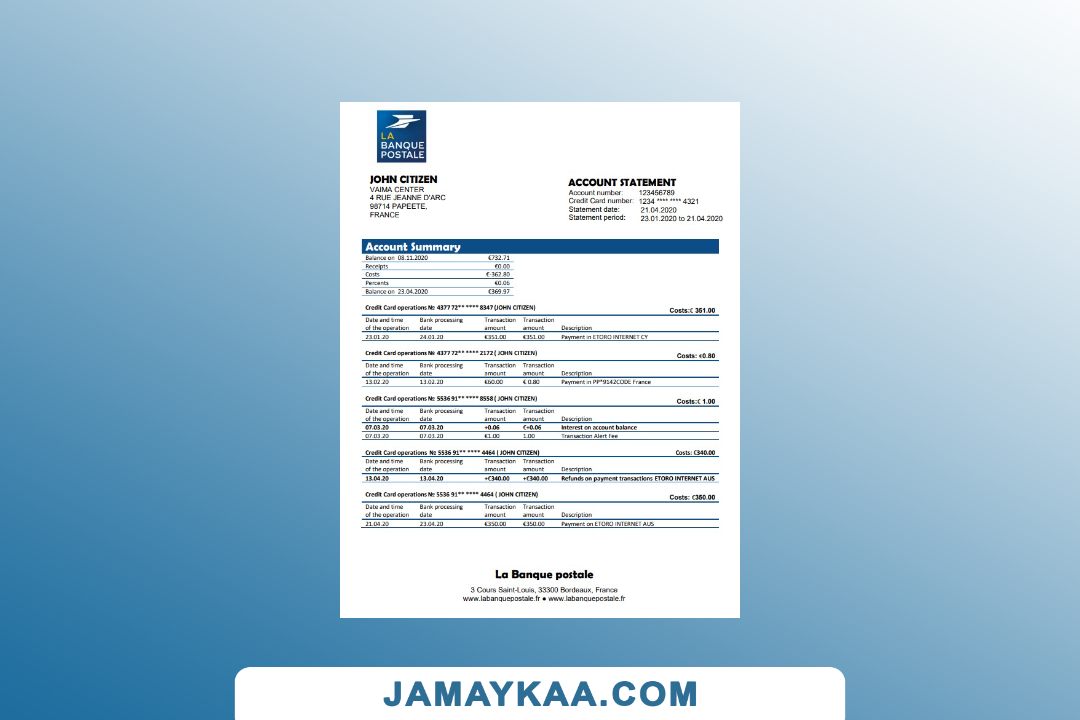 LA
BANQUE
POSTALE
JOHN CITIZEN
VAIMA CENTER
4 RUE JEANNE D'ARC
98714 PAPEETE,
FRANCE
ACCOUNT STATEMENT
Account number: 123456789
Credit Card number: 1234 **** **** 4321
Statement date: 21.04.2020
Statement period: 23.01.2020 to 21.04.2020
Account Summary
Balance on 08.11.2020 €732.71
Receipts €0.00
Costs €-362.80
Percents €0.06
Balance on 23.04.2020 €369.97
Credit Card operations № 4377 72** **** 8347 (JOHN CITIZEN) Costs:€ 351.00
Date and time Bank processing Transaction Transaction
of the operation date amount amount Description
23.01.20 24.01.20 €351.00 €351.00 Payment in ETORO INTERNET CY
Credit Card operations № 4377 72** **** 2172 ( JOHN CITIZEN) Costs: €0.80
Date and time Bank processing Transaction Transaction
of the operation date amount amount Description
13.02.20 13.02.20 €60.00 € 0.80 Payment in PP*9142CODE France
Credit Card operations № 5536 91** **** 8558 ( JOHN CITIZEN) Costs:€ 1.00
Date and time Bank processing Transaction Transaction
of the operation date amount amount Description
07.03.20 07.03.20 +0.06 €+0.06 Interest on account balance
07.03.20 07.03.20 €1.00 1.00 Transaction Alert Fee
Credit Card operations № 5536 91** **** 4464 ( JOHN CITIZEN) Costs: €340.00
Date and time Bank processing Transaction Transaction
of the operation date amount amount Description
13.04.20 13.04.20 +€340.00 +€340.00 Refunds on payment transactions ETORO INTERNET AUS
Credit Card operations № 5536 91** **** 4464 ( JOHN CITIZEN) Costs: €350.00
Date and time Bank processing Transaction Transaction
of the operation date amount amount Description
21.04.20 23.04.20 €350.00 €350.00 Payment on ETORO INTERNET AUS
La Banque postale
3 Cours Saint-Louis, 33300 Bordeaux, France
www.labanquepostale.fr ● www.labanquepostale.fr
JAMAYKAA.COM